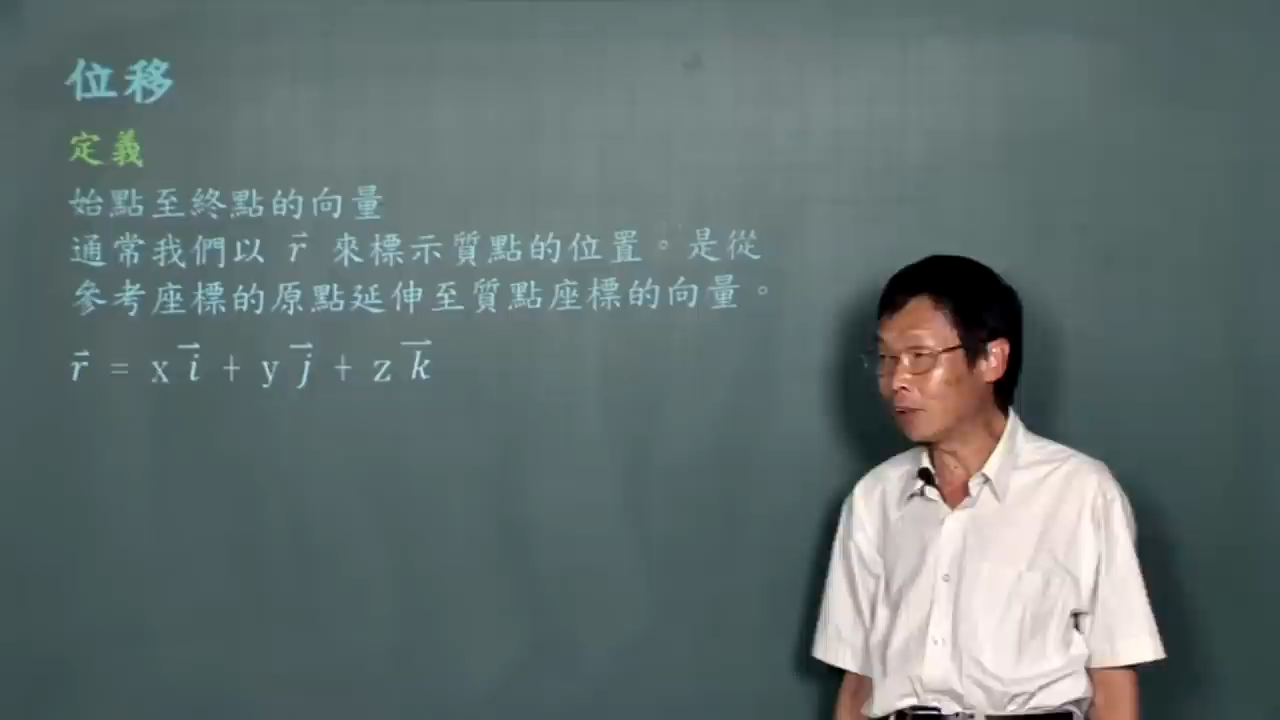 位移
定義
始點至終點的向量
通常我們以 r⃗ 來標示質點的位置。是從
參考座標的原點延伸至質點座標的向量。
r⃗ = x i⃗ + y j⃗ + z k⃗